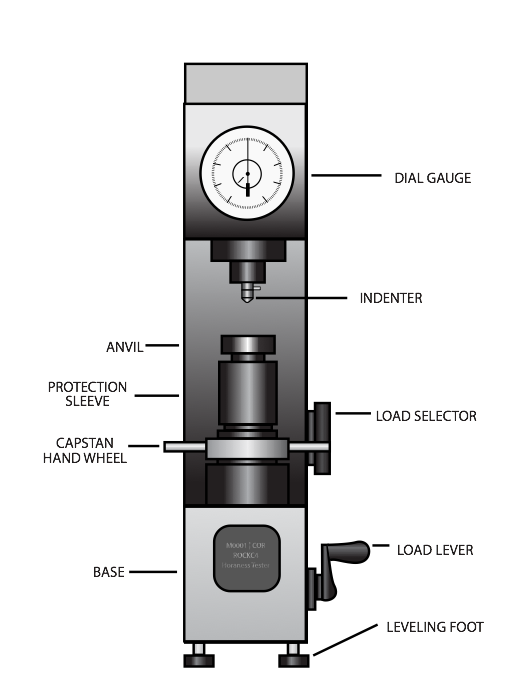 DIAL GAUGE
INDENTER
ANVIL
PROTECTION
SLEEVE
LOAD SELECTOR
CAPSTAN
HAND WHEEL
LOAD LEVER
BASE
LEVELING FOOT